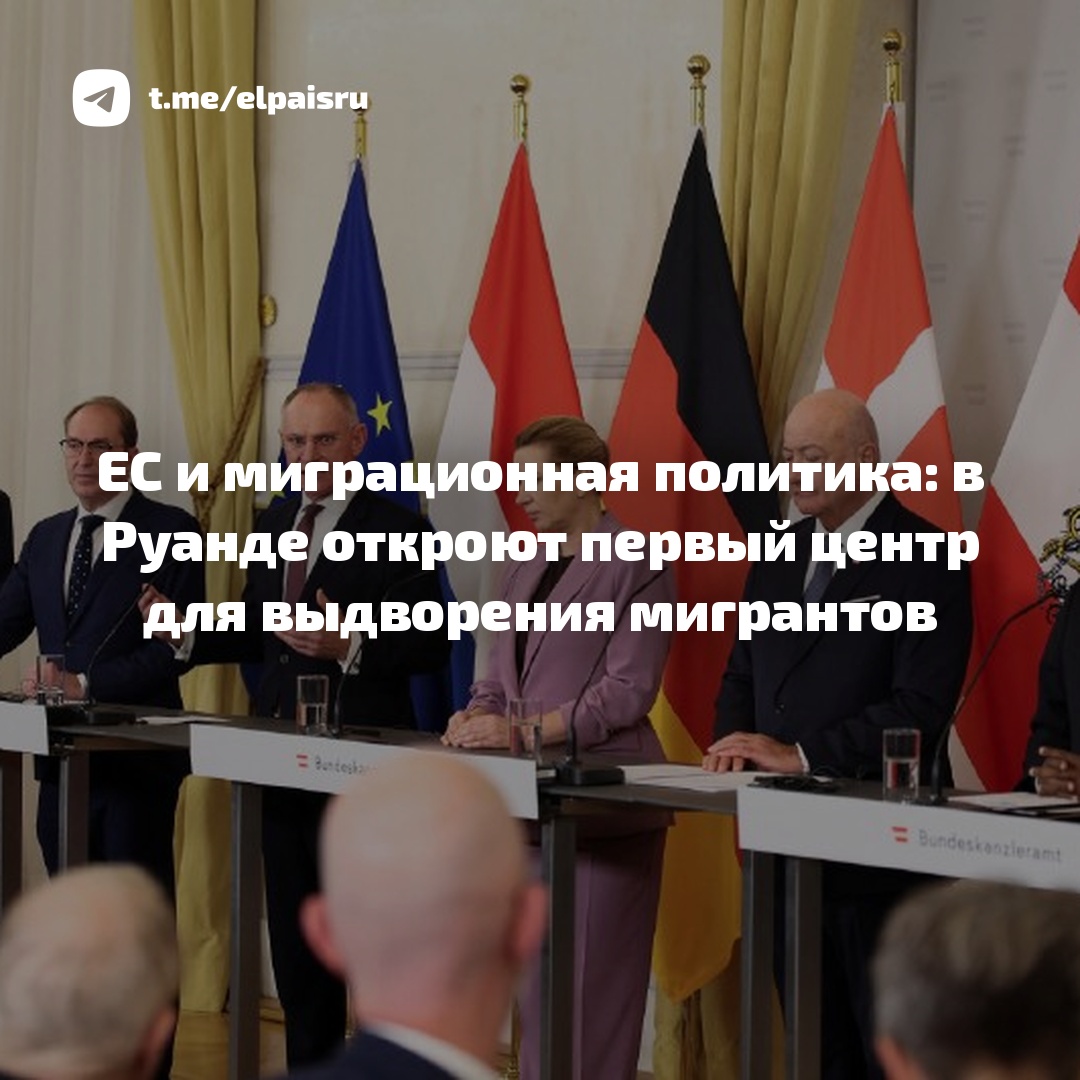 t.me/elpaisru
ЕС и миграционная политика: в
Руанде откроют первый центр
для выдворения мигрантов
Bundeskanzleramt